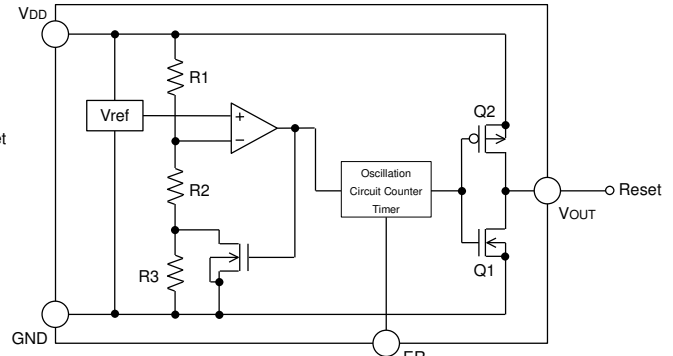 VDD
R1
Vref
+
−
Q2
Oscillation
Circuit Counter
Timer
R2
Reset
VOUT
Q1
R3
GND